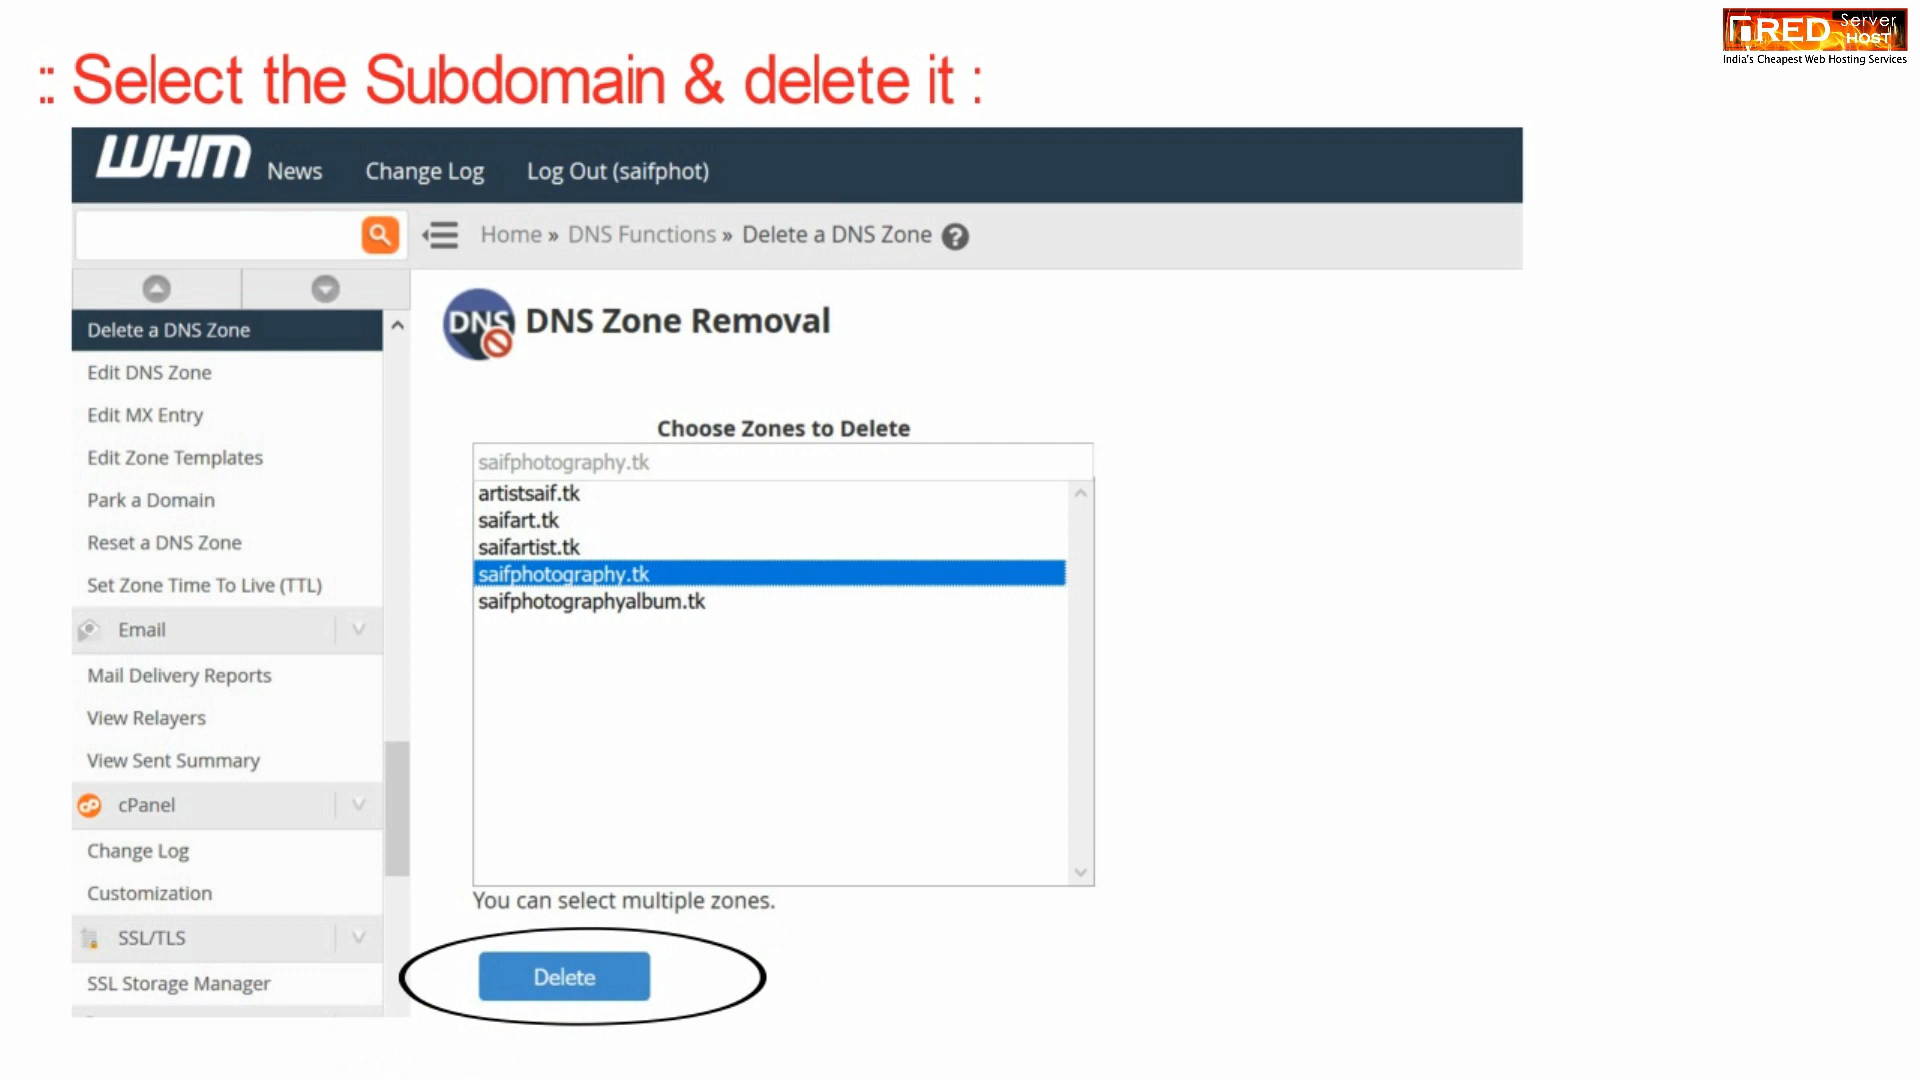 :: Select the Subdomain & delete it :
RED Server HOST
India's Cheapest Web Hosting Services
WHM News Change Log Log Out (saifphot)
Home » DNS Functions » Delete a DNS Zone ?
Delete a DNS Zone
Edit DNS Zone
Edit MX Entry
Edit Zone Templates
Park a Domain
Reset a DNS Zone
Set Zone Time To Live (TTL)
Email
Mail Delivery Reports
View Relayers
View Sent Summary
cP cPanel
Change Log
Customization
SSL/TLS
SSL Storage Manager
DNS DNS Zone Removal
Choose Zones to Delete
saifphotography.tk
artistsaif.tk
saifart.tk
saifartist.tk
saifphotography.tk
saifphotographyalbum.tk
You can select multiple zones.
Delete